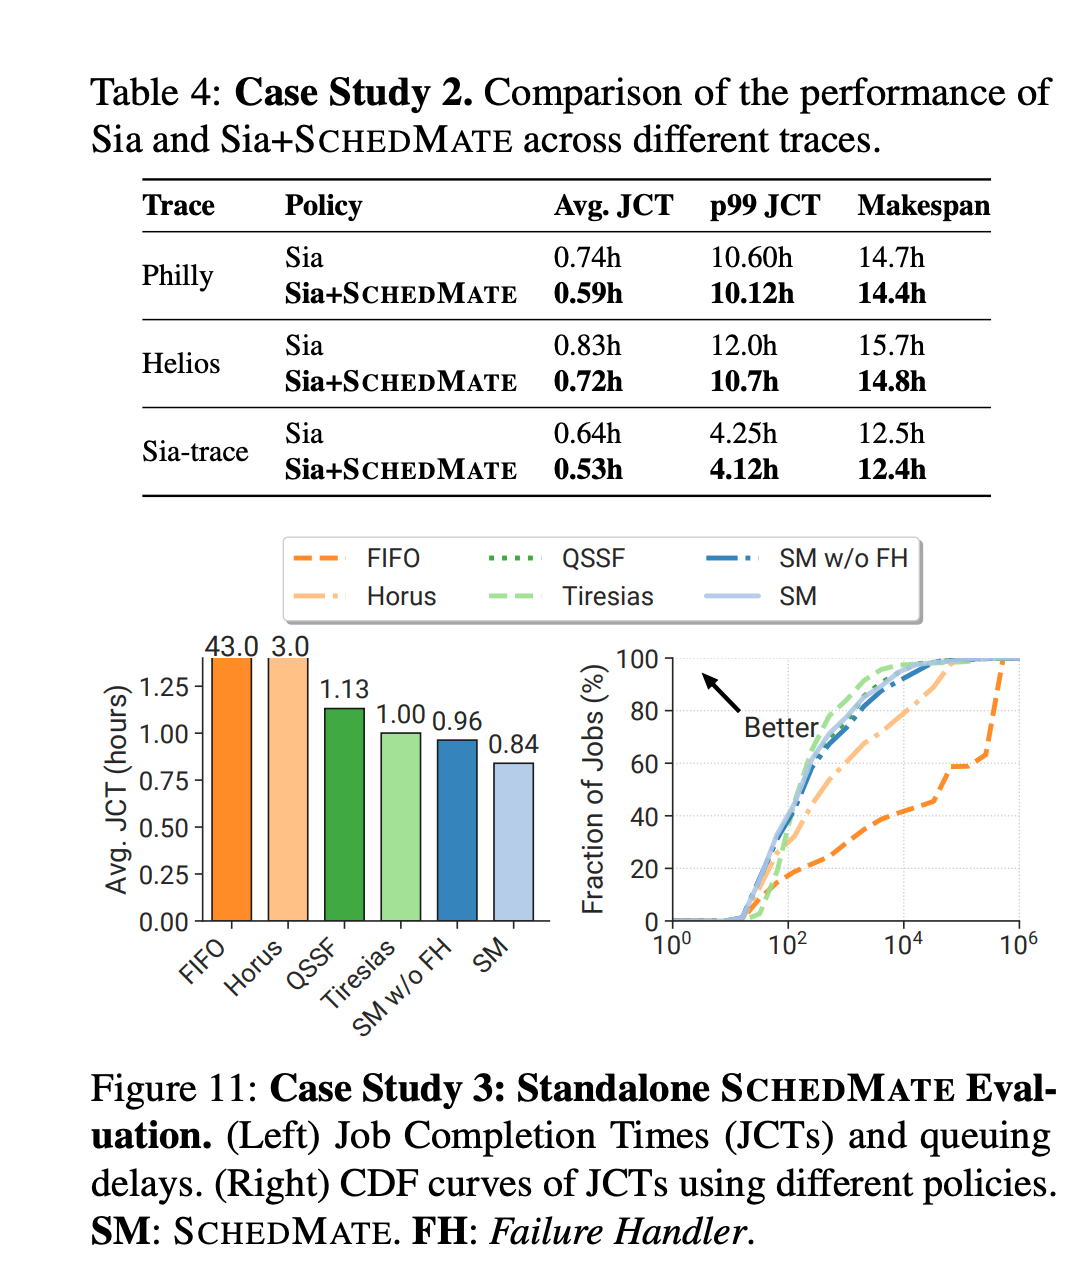 Table 4: Case Study 2. Comparison of the performance of
Sia and Sia+SCHEDMATE across different traces.
Trace Policy Avg. JCT p99 JCT Makespan
Philly
Sia 0.74h 10.60h 14.7h
Sia+SCHEDMATE 0.59h 10.12h 14.4h
Helios
Sia 0.83h 12.0h 15.7h
Sia+SCHEDMATE 0.72h 10.7h 14.8h
Sia-trace
Sia 0.64h 4.25h 12.5h
Sia+SCHEDMATE 0.53h 4.12h 12.4h
FIFO QSSF SM w/o FH
Horus Tiresias SM
Avg. JCT (hours)
1.25
1.00
0.75
0.50
0.25
0.00
43.0 3.0
1.13
1.00
0.96
0.84
FIFO
Horus
QSSF
Tiresias
SM w/o FH
SM
Fraction of Jobs (%)
100
80
60
40
20
0
Better
10⁰ 10² 10⁴ 10⁶
Figure 11: Case Study 3: Standalone SCHEDMATE Eval-
uation. (Left) Job Completion Times (JCTs) and queuing
delays. (Right) CDF curves of JCTs using different policies.
SM: SCHEDMATE. FH: Failure Handler.